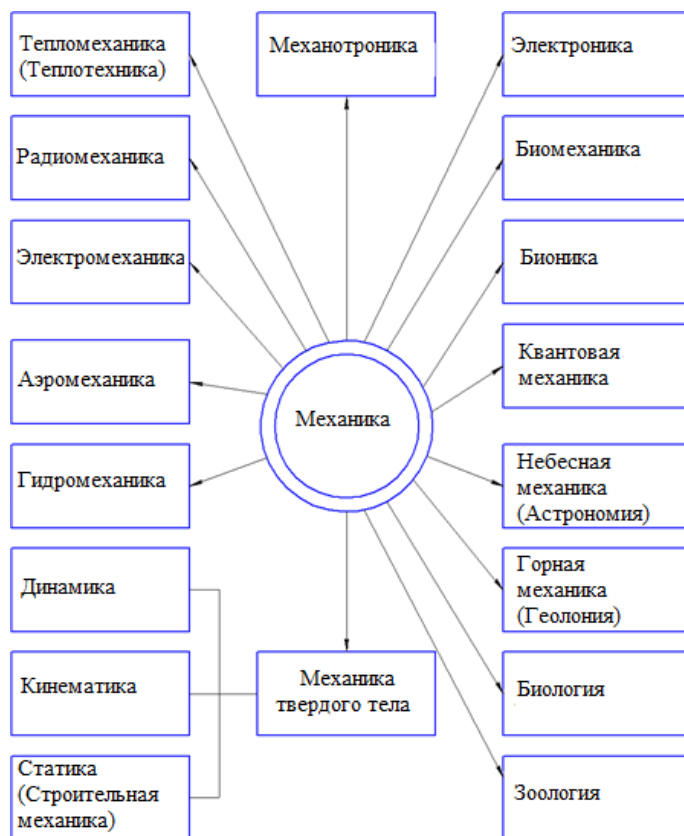 Тепломеханика
(Теплотехника)
Механотроника
Электроника
Радиомеханика
Биомеханика
Электромеханика
Бионика
Аэромеханика
Квантовая
механика
Механика
Гидромеханика
Небесная
механика
(Астрономия)
Динамика
Горная
механика
(Геолония)
Кинематика
Механика
твердого тела
Биология
Статика
(Строительная
механика)
Зоология